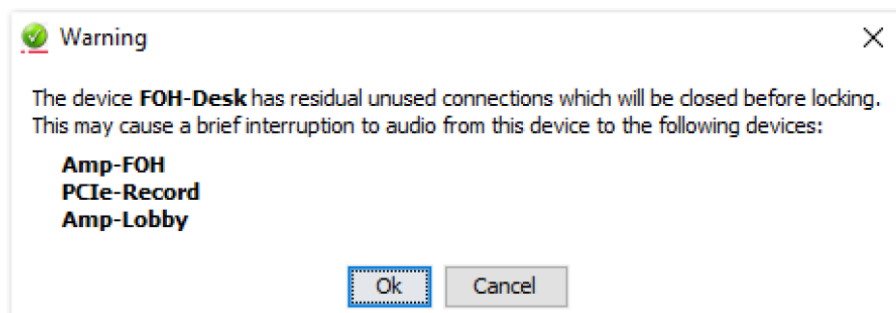 Warning
The device FOH-Desk has residual unused connections which will be closed before locking.
This may cause a brief interruption to audio from this device to the following devices:
Amp-FOH
PCIe-Record
Amp-Lobby
Ok Cancel